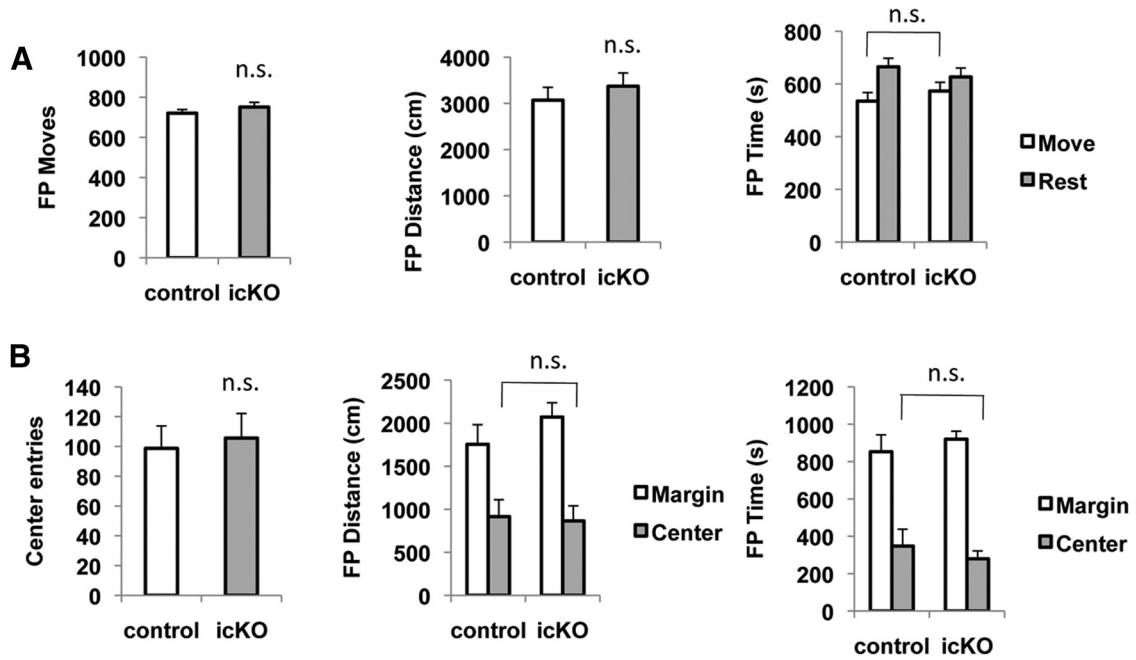 A
FP Moves
1000
800
600
400
200
0
n.s.
control icKO
FP Distance (cm)
4000
3000
2000
1000
0
n.s.
control icKO
FP Time (s)
800
600
400
200
0
n.s.
control icKO
Move
Rest
B
Center entries
140
120
100
80
60
40
20
0
n.s.
control icKO
FP Distance (cm)
2500
2000
1500
1000
500
0
n.s.
control icKO
Margin
Center
FP Time (s)
1200
1000
800
600
400
200
0
n.s.
control icKO
Margin
Center